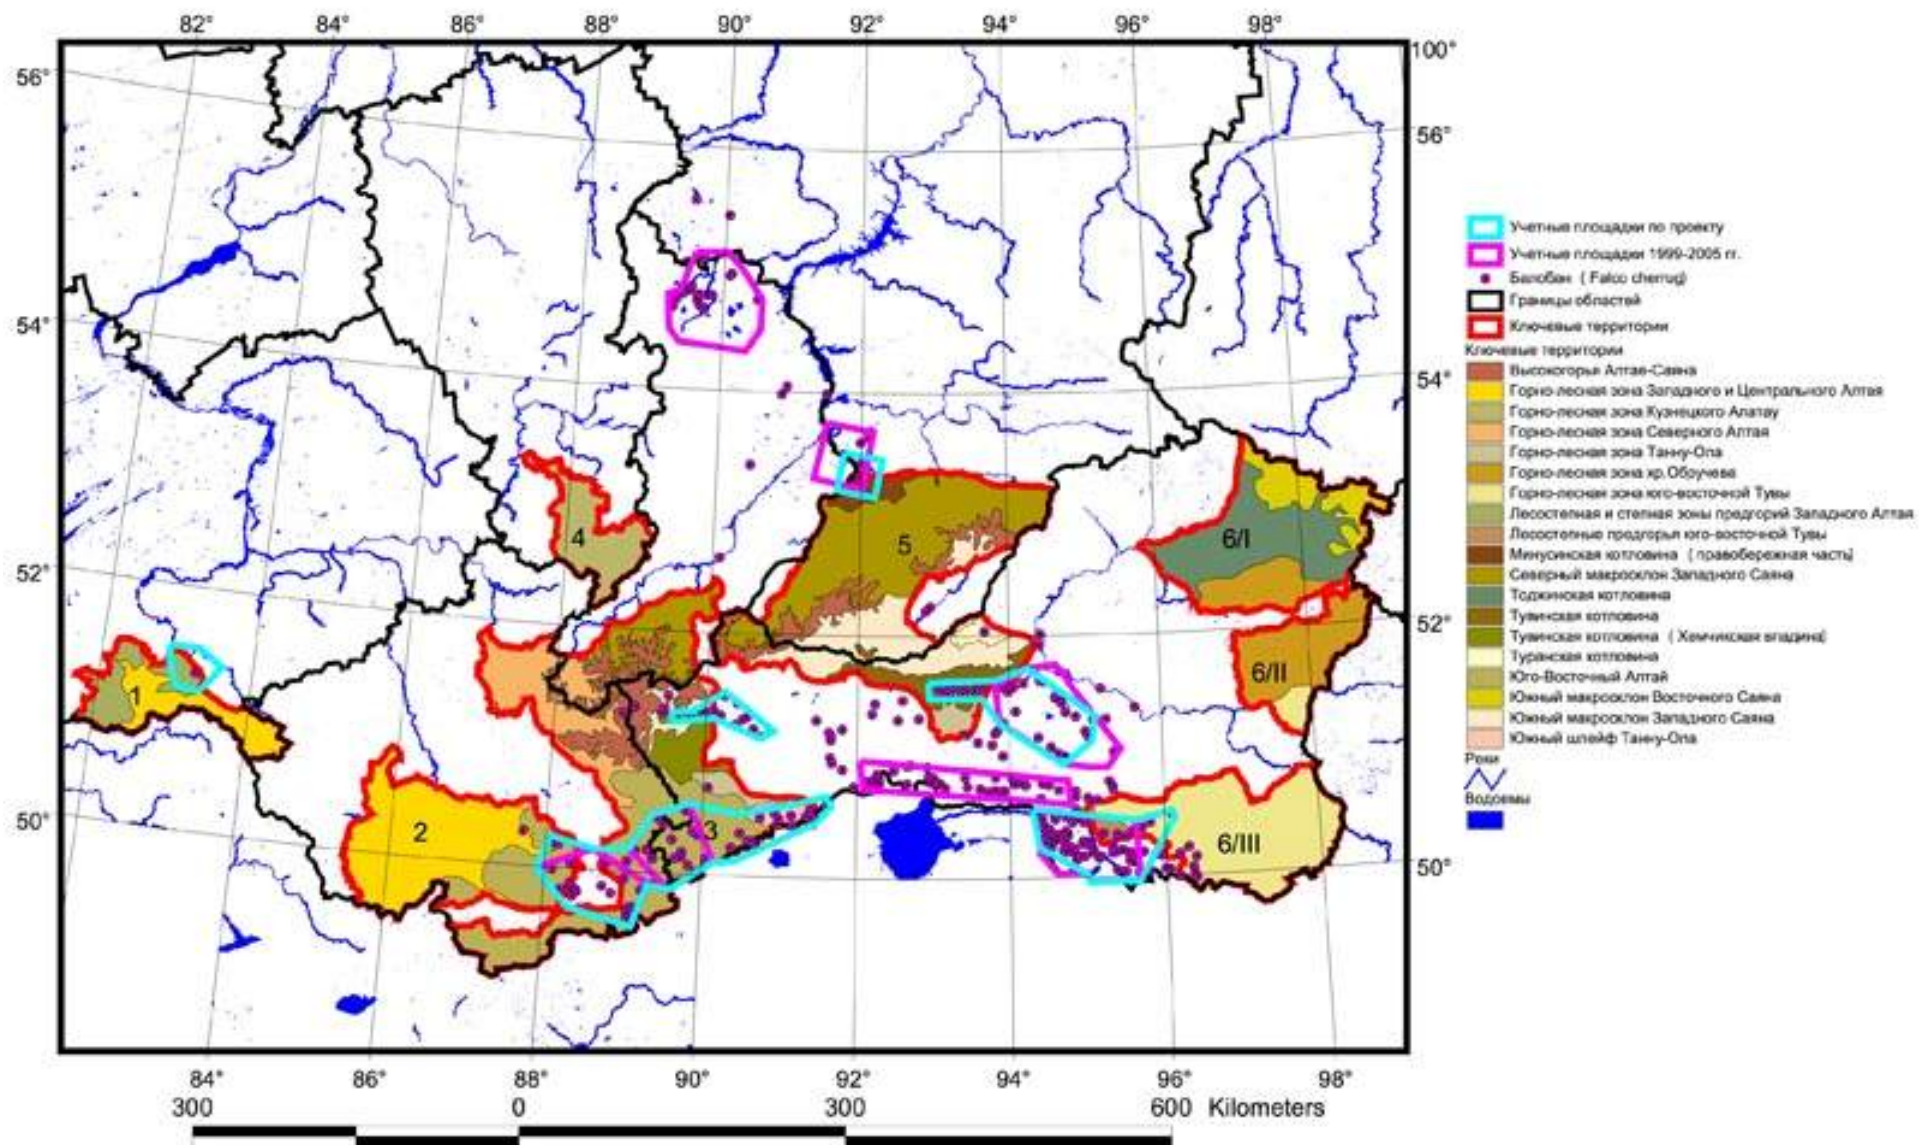 82° 84° 86° 88° 90° 92° 94° 96° 98°
100°
56°
56°
54°
54°
52°
52°
50°
50°
4
5
6/I
1
6/II
2
3
6/III
84° 86° 88° 90° 92° 94° 96° 98°
300 0 300 600 Kilometers
Учетные площадки по проекту
Учетные площадки 1999-2005 гг.
Балобан ( Falco cherrug)
Границы областей
Ключевые территории
Ключевые территории
Высокогорья Алтае-Саяна
Горно-лесная зона Западного и Центрального Алтая
Горно-лесная зона Кузнецкого Алатау
Горно-лесная зона Северного Алтая
Горно-лесная зона Танну-Ола
Горно-лесная зона хр.Обручева
Горно-лесная зона юго-восточной Тувы
Лесостепная и степная зоны предгорий Западного Алтая
Лесостепные предгорья юго-восточной Тувы
Минусинская котловина ( правобережная часть)
Северный макросклон Западного Саяна
Тоджинская котловина
Тувинская котловина
Тувинская котловина ( Хемчикская впадина)
Туранская котловина
Юго-Восточный Алтай
Южный макросклон Восточного Саяна
Южный макросклон Западного Саяна
Южный шлейф Танну-Ола
Реки
Водоемы